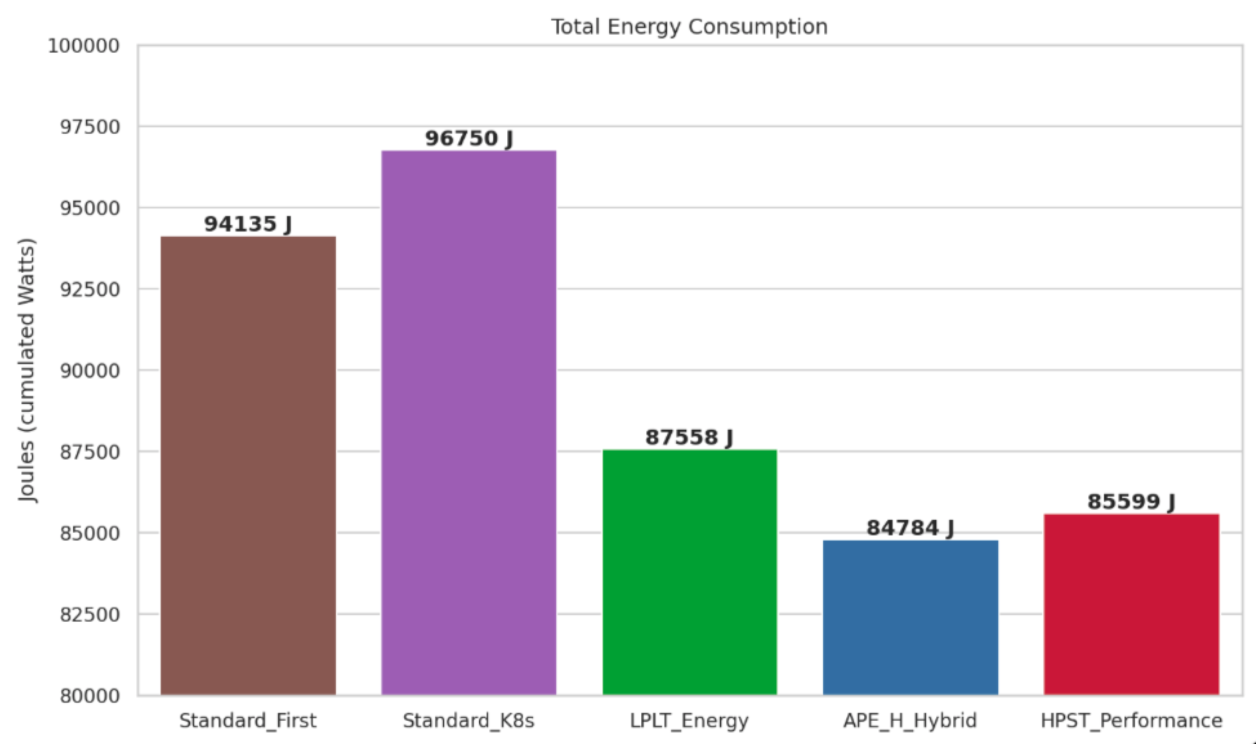 Total Energy Consumption
100000
97500
95000
92500
90000
87500
85000
82500
80000
Joules (cumulated Watts)
94135 J
96750 J
87558 J
84784 J
85599 J
Standard_First
Standard_K8s
LPLT_Energy
APE_H_Hybrid
HPST_Performance